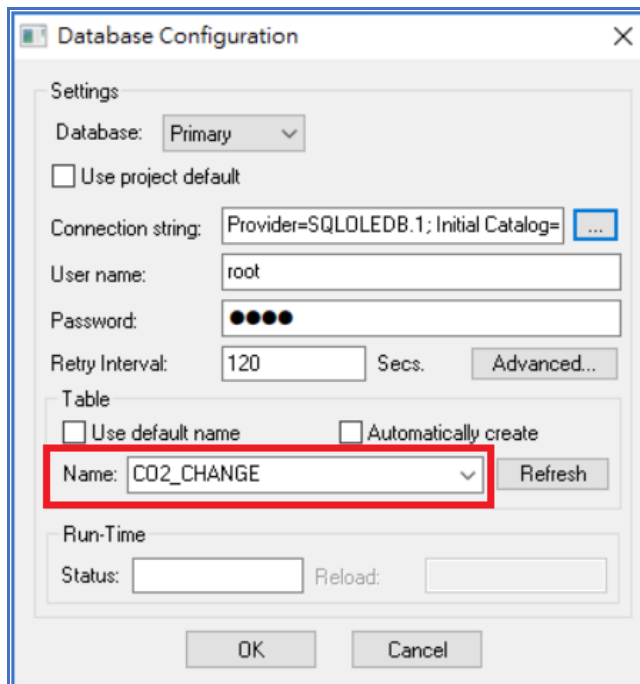 Database Configuration
Settings
Database: Primary
Use project default
Connection string: Provider=SQLOLEDB.1; Initial Catalog= ...
User name: root
Password: ●●●●
Retry Interval: 120 Secs. Advanced...
Table
Use default name Automatically create
Name: CO2_CHANGE Refresh
Run-Time
Status: Reload:
OK Cancel